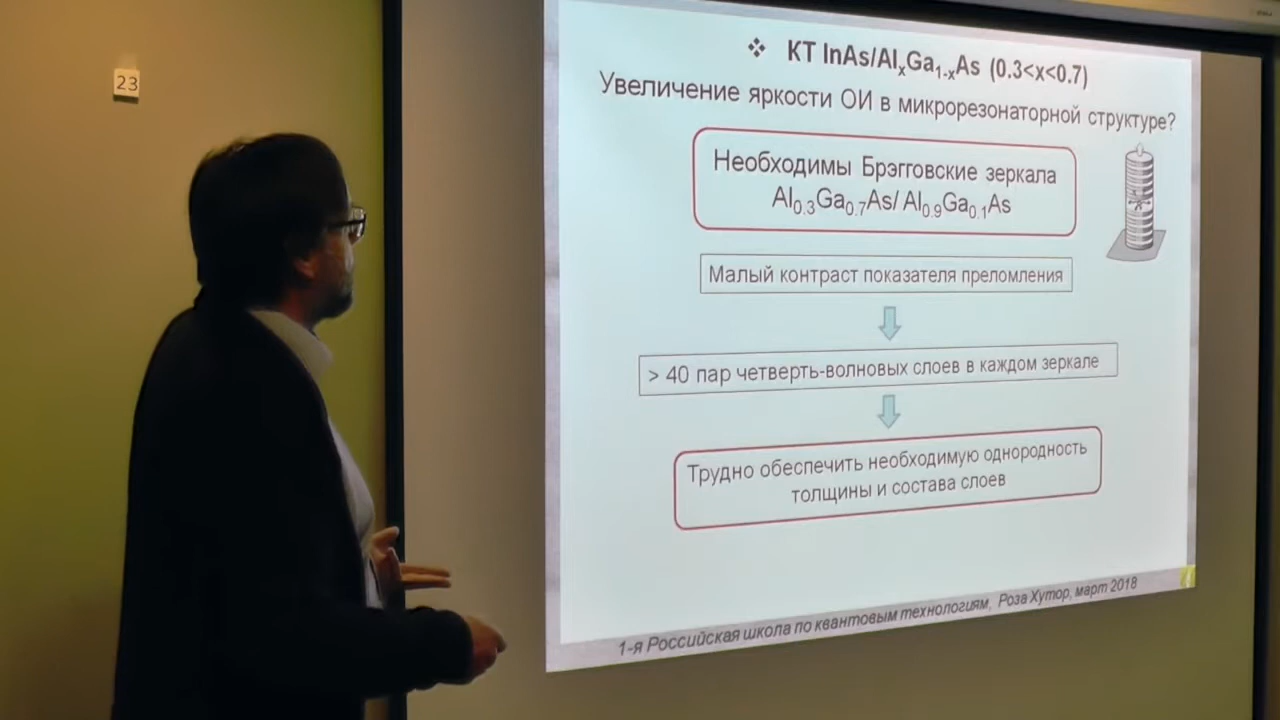 23
❖ КТ InAs/AlxGa1-xAs (0.3<x<0.7)
Увеличение яркости ОИ в микрорезонаторной структуре?
Необходимы Брэгговские зеркала
Al0.3Ga0.7As/ Al0.9Ga0.1As
Малый контраст показателя преломления
> 40 пар четверть-волновых слоев в каждом зеркале
Трудно обеспечить необходимую однородность
толщины и состава слоев
1-я Российская школа по квантовым технологиям, Роза Хутор, март 2018